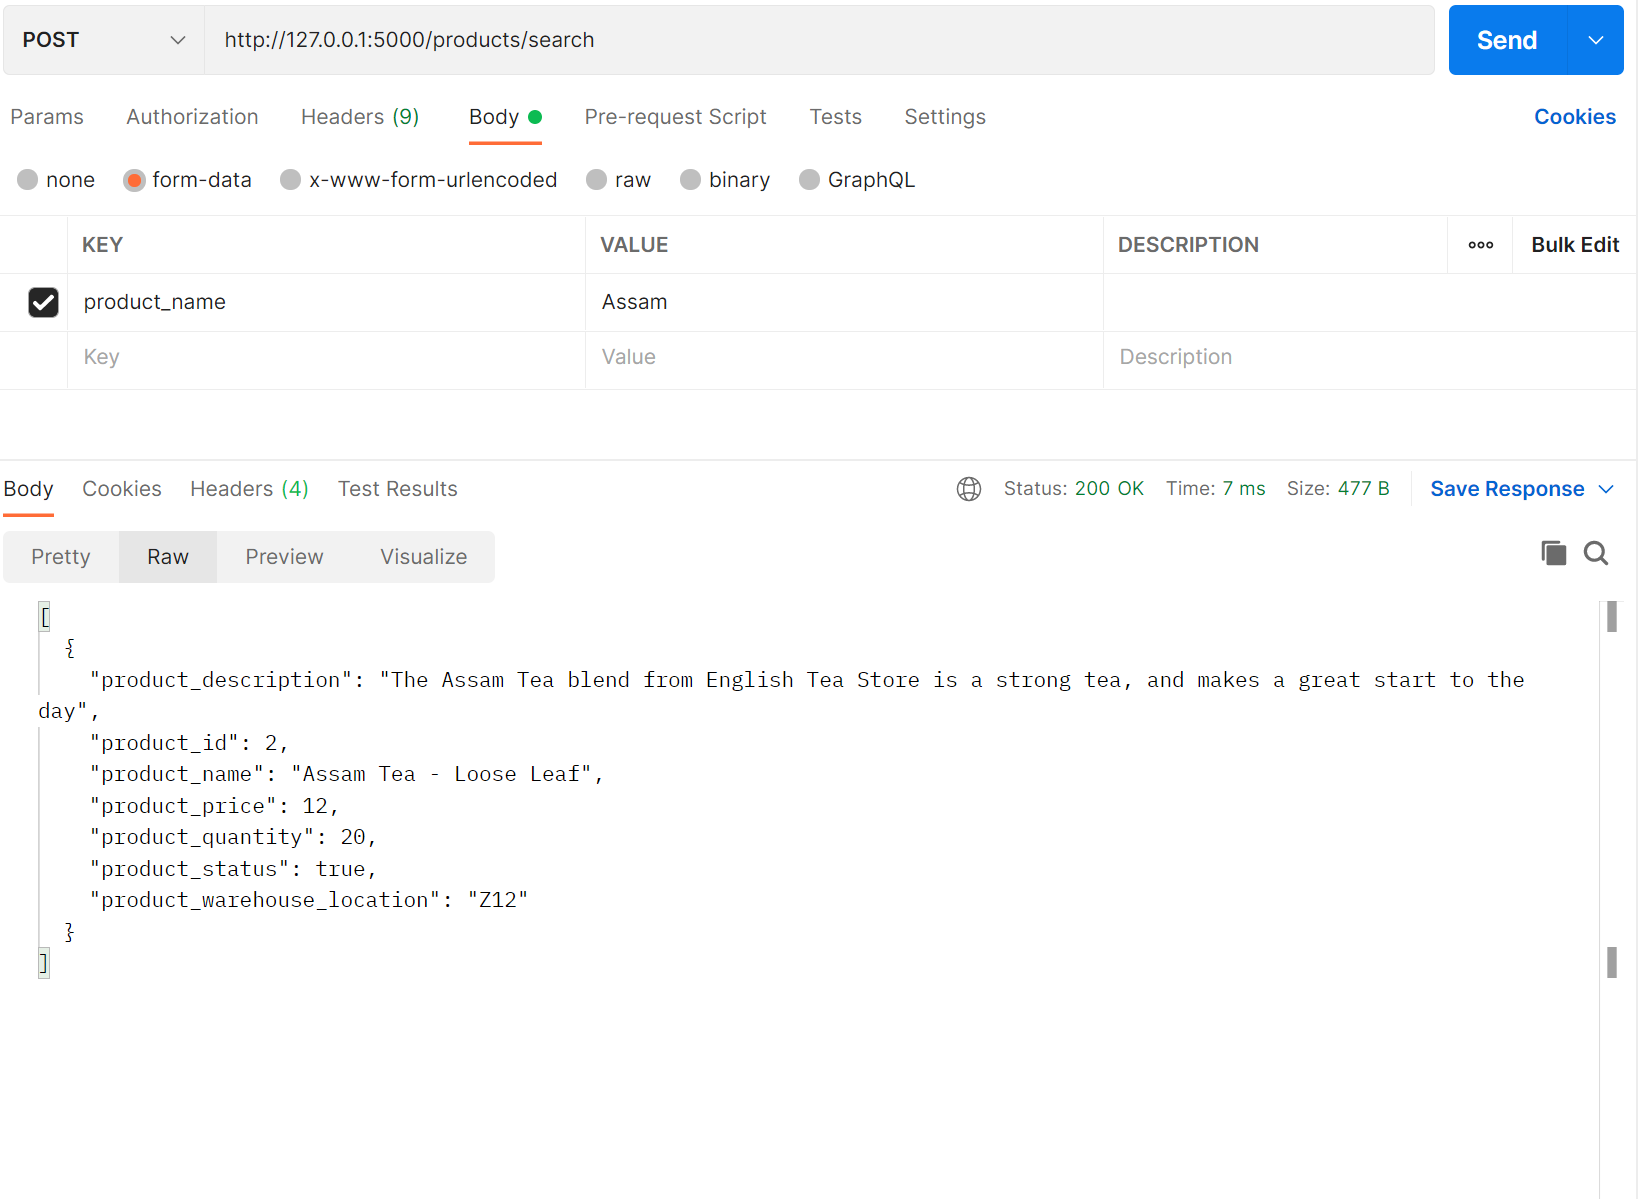 POST http://127.0.0.1:5000/products/search Send
Params Authorization Headers (9) Body Pre-request Script Tests Settings Cookies
none form-data x-www-form-urlencoded raw binary GraphQL
KEY VALUE DESCRIPTION Bulk Edit
product_name Assam
Key Value Description
Body Cookies Headers (4) Test Results Status: 200 OK Time: 7 ms Size: 477 B Save Response
Pretty Raw Preview Visualize
[
{
"product_description": "The Assam Tea blend from English Tea Store is a strong tea, and makes a great start to the
day",
"product_id": 2,
"product_name": "Assam Tea - Loose Leaf",
"product_price": 12,
"product_quantity": 20,
"product_status": true,
"product_warehouse_location": "Z12"
}
]